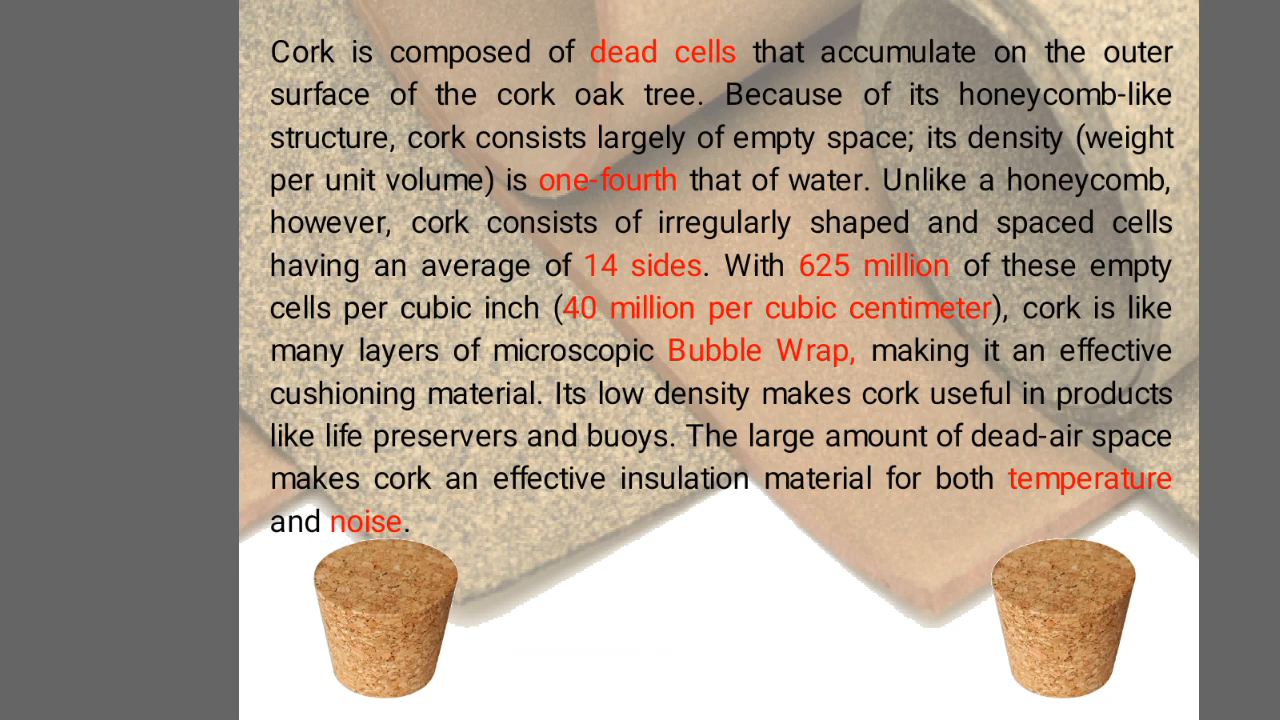 Cork is composed of dead cells that accumulate on the outer
surface of the cork oak tree. Because of its honeycomb-like
structure, cork consists largely of empty space; its density (weight
per unit volume) is one-fourth that of water. Unlike a honeycomb,
however, cork consists of irregularly shaped and spaced cells
having an average of 14 sides. With 625 million of these empty
cells per cubic inch (40 million per cubic centimeter), cork is like
many layers of microscopic Bubble Wrap, making it an effective
cushioning material. Its low density makes cork useful in products
like life preservers and buoys. The large amount of dead-air space
makes cork an effective insulation material for both temperature
and noise.